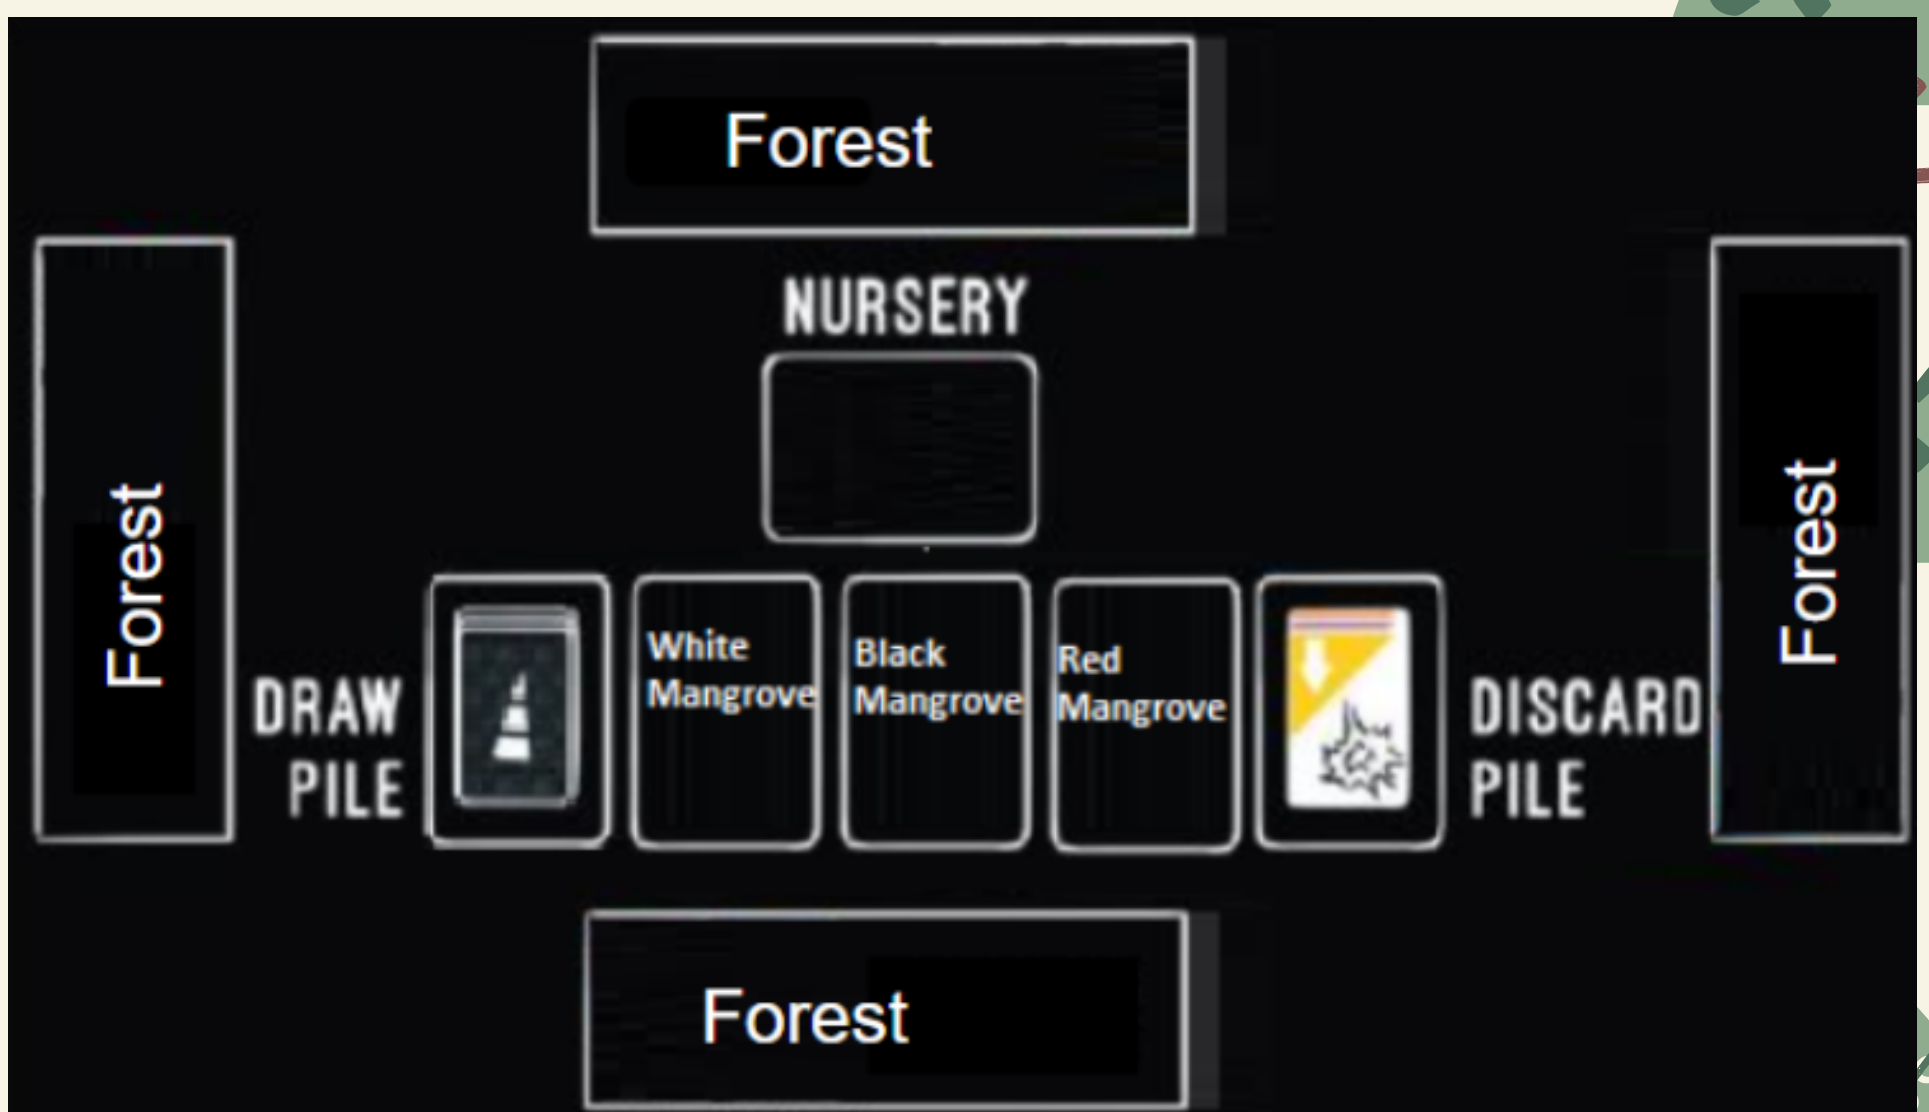 Forest
NURSERY
Forest
Forest
DRAW
PILE
White
Mangrove
Black
Mangrove
Red
Mangrove
DISCARD
PILE
Forest